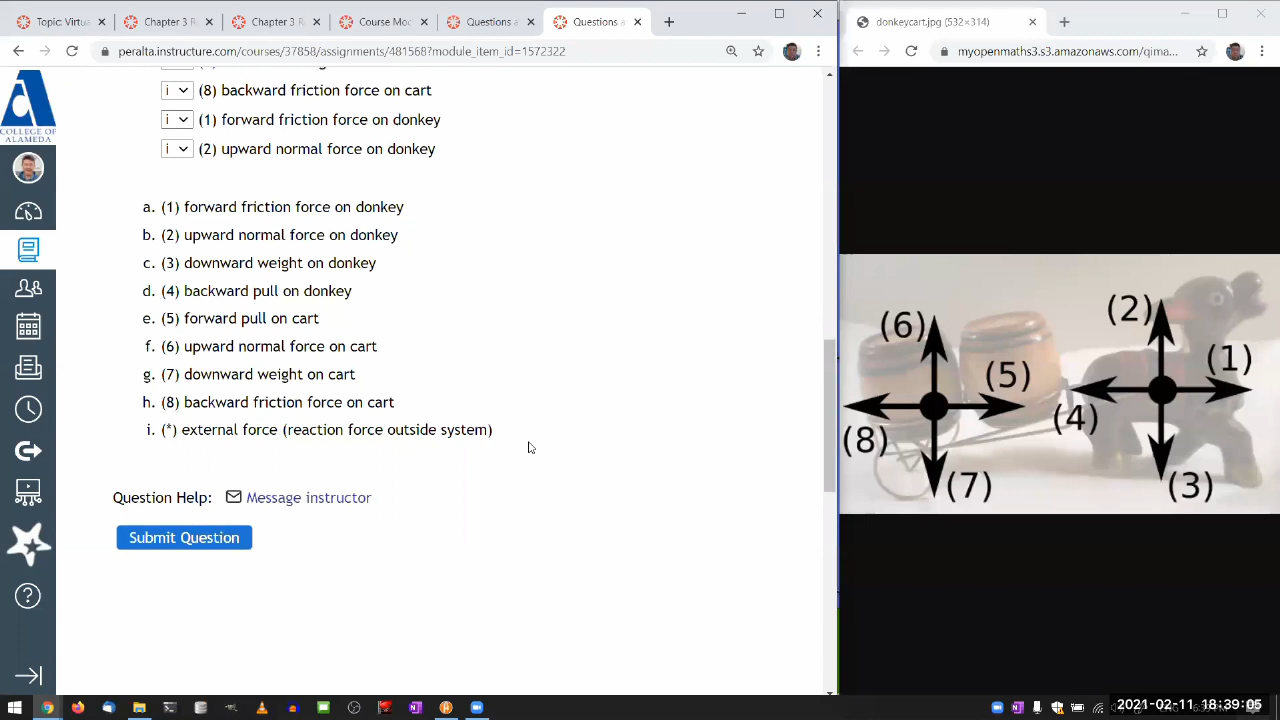 Topic: Virtua
Chapter 3 R
Chapter 3 R
Course Mod
Questions a
Questions a
donkeycart.jpg (532×314)
peralta.instructure.com/courses/37858/assignments/481568?module_item_id=1572322
myopenmaths3.s3.amazonaws.com/qima...
COLLEGE OF
ALAMEDA
i (8) backward friction force on cart
i (1) forward friction force on donkey
i (2) upward normal force on donkey
a. (1) forward friction force on donkey
b. (2) upward normal force on donkey
c. (3) downward weight on donkey
d. (4) backward pull on donkey
e. (5) forward pull on cart
f. (6) upward normal force on cart
g. (7) downward weight on cart
h. (8) backward friction force on cart
i. (*) external force (reaction force outside system)
Question Help: Message instructor
Submit Question
(6)
(5)
(8)
(7)
(2)
(1)
(4)
(3)
2021-02-11 18:39:05